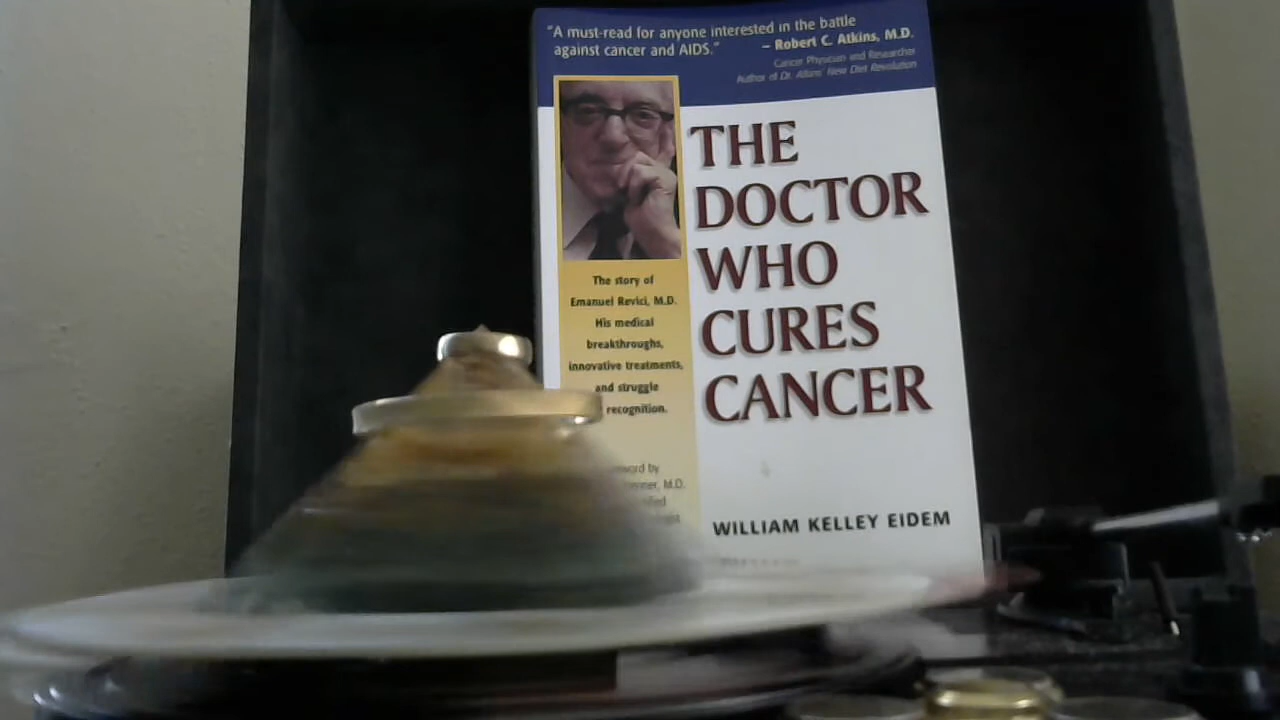 "A must-read for anyone interested in the battle
against cancer and AIDS."
– Robert C. Atkins, M.D.
Cancer Physician and Researcher
Author of Dr. Atkins' New Diet Revolution
THE
DOCTOR
WHO
CURES
CANCER
The story of
Emanuel Revici, M.D.
His medical
breakthroughs,
innovative treatments,
and struggle
recognition.
by
M.D.
WILLIAM KELLEY EIDEM